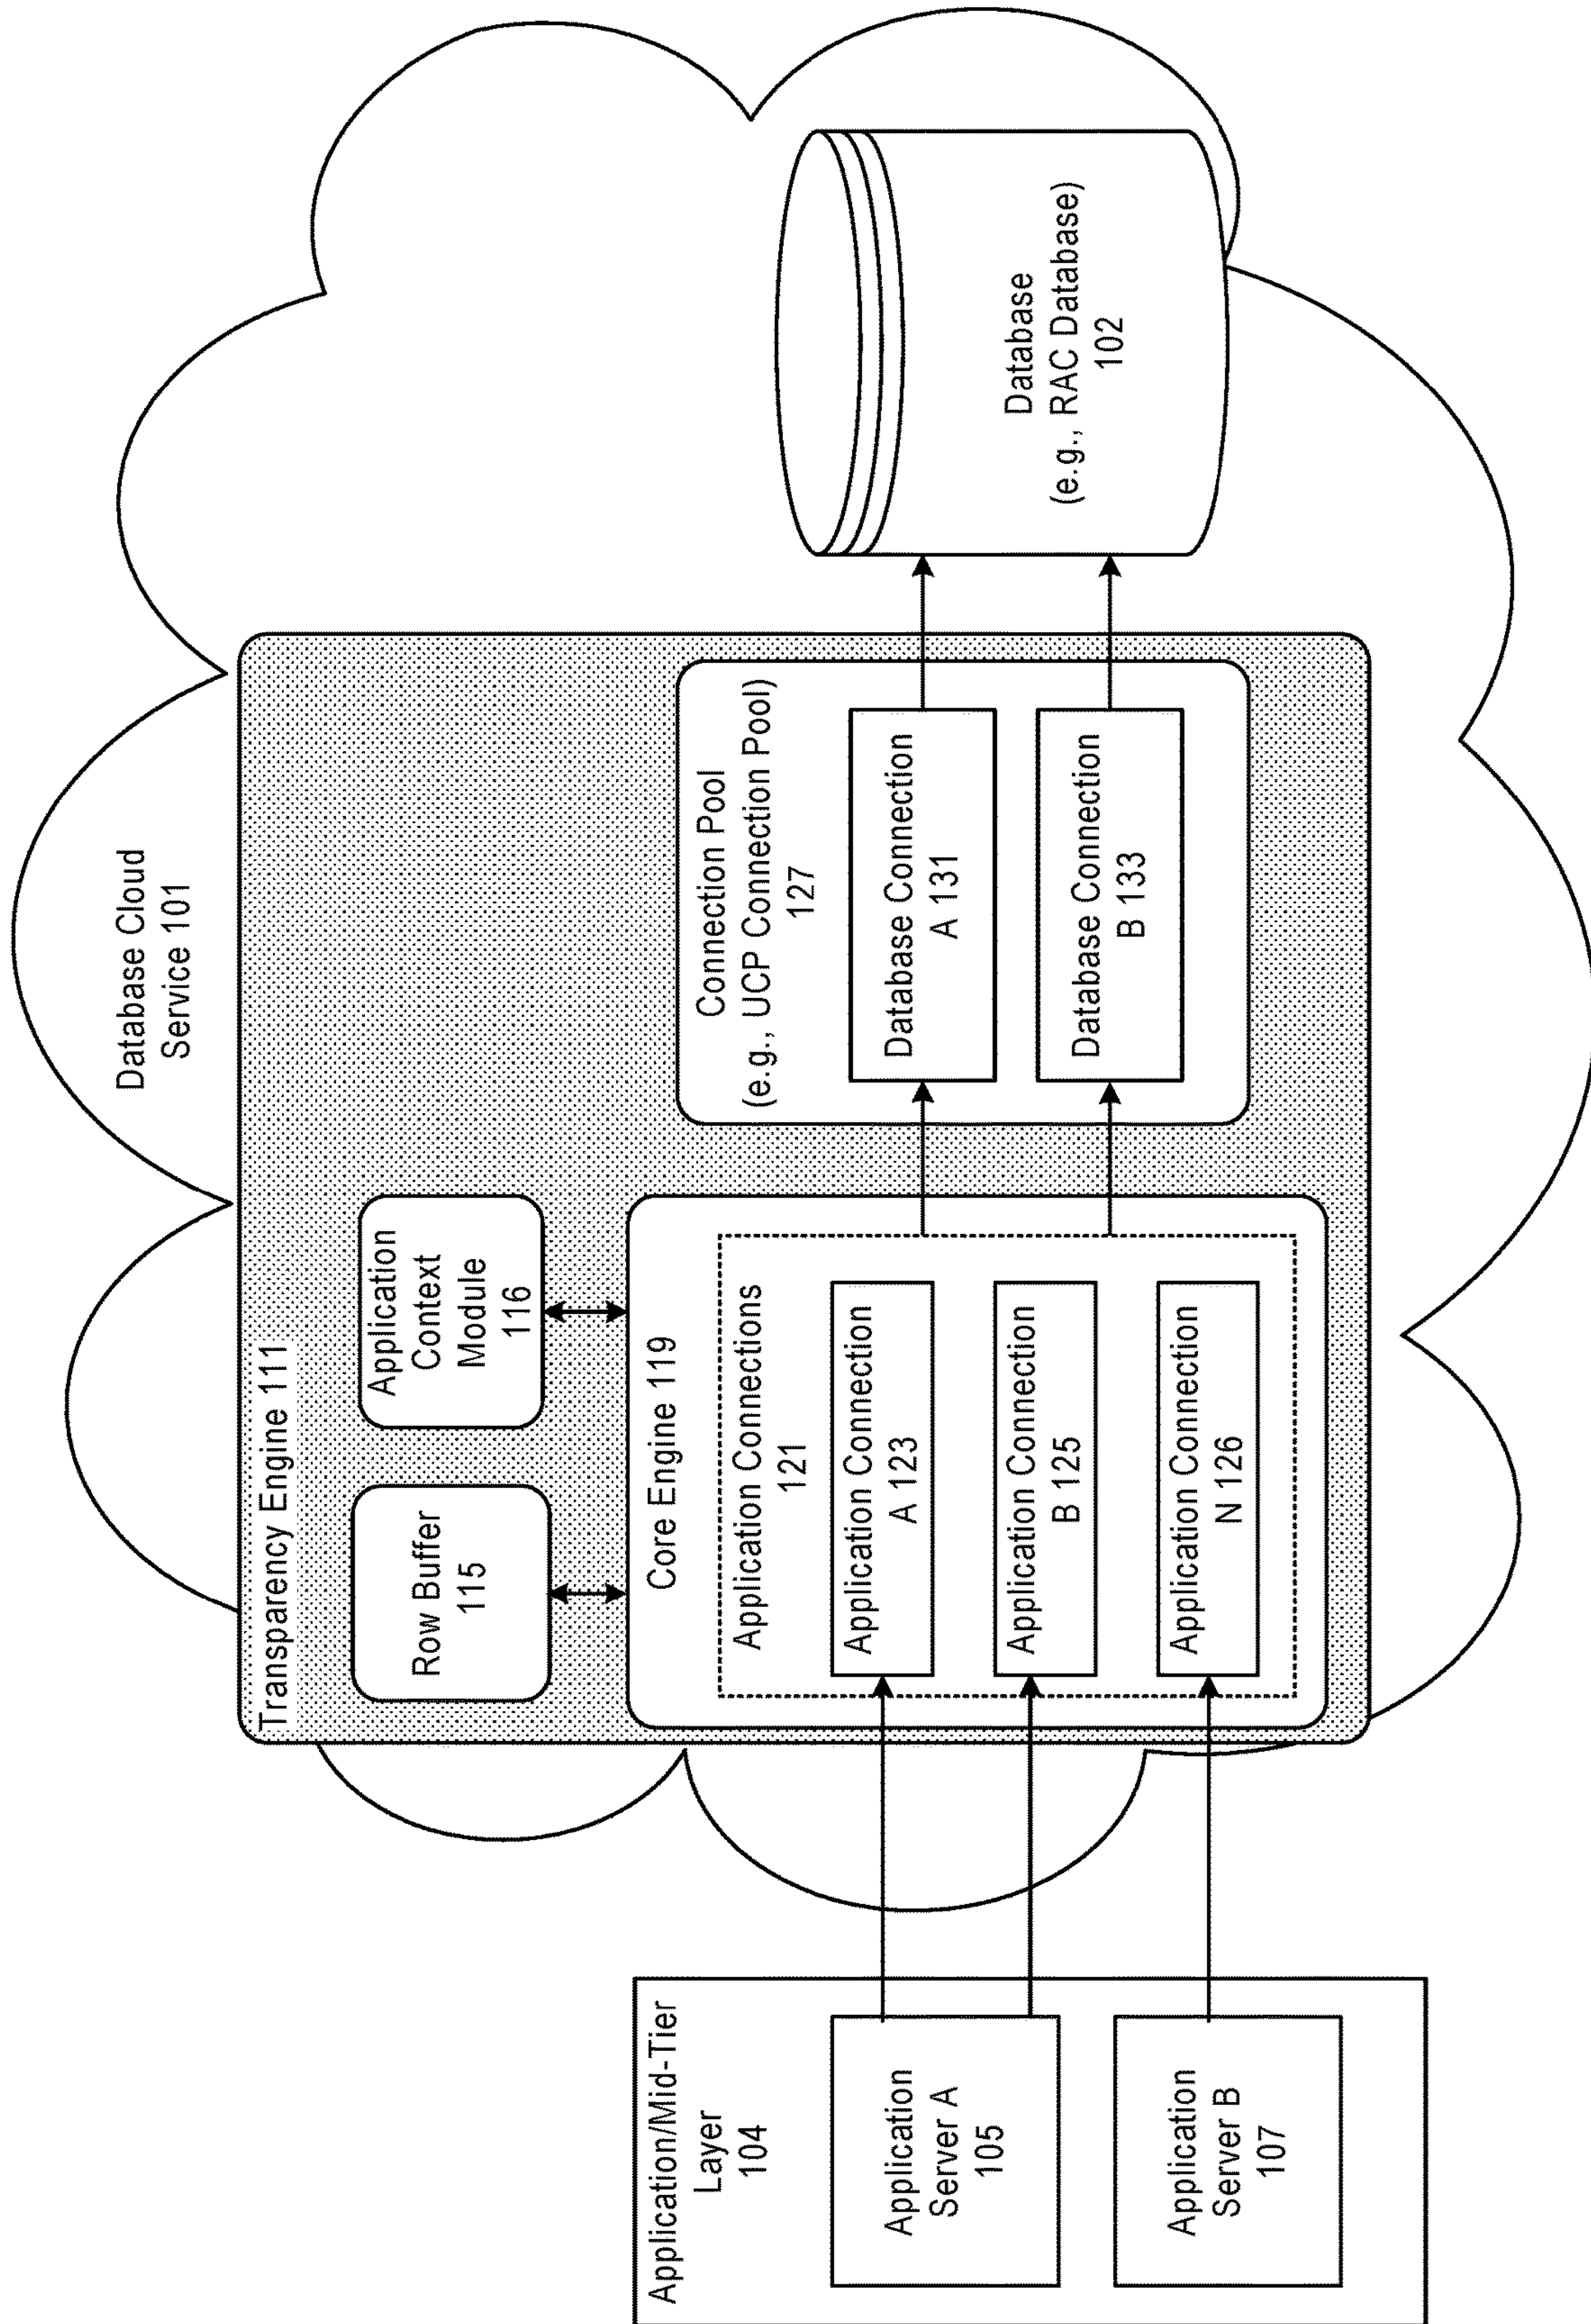 Database Cloud
Service 101
Transparency Engine 111
Row Buffer
115
Application
Context
Module
116
Core Engine 119
Application Connections
121
Application Connection
A 123
Application Connection
B 125
Application Connection
N 126
Connection Pool
(e.g., UCP Connection Pool)
127
Database Connection
A 131
Database Connection
B 133
Database
(e.g., RAC Database)
102
Application/Mid-Tier
Layer
104
Application
Server A
105
Application
Server B
107